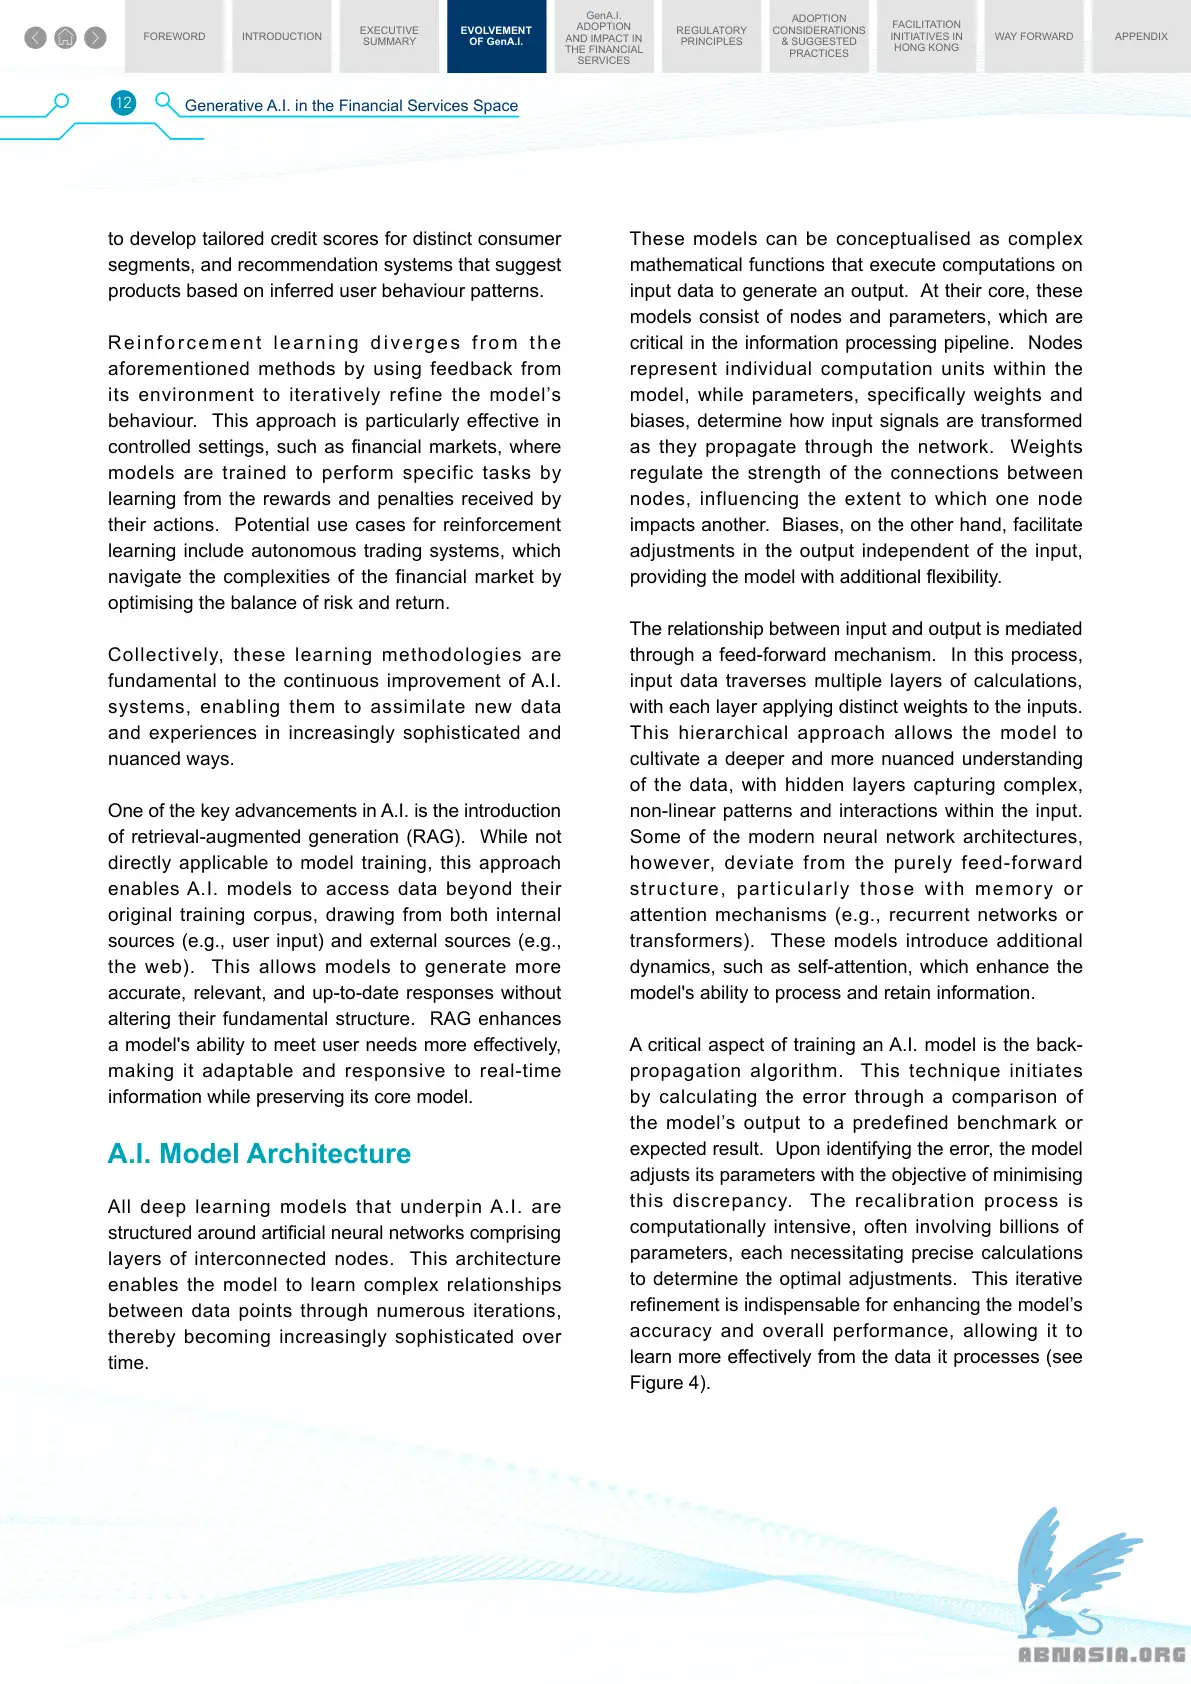 FOREWORD
INTRODUCTION
EXECUTIVE
SUMMARY
EVOLVEMENT
OF GenA.I.
GenA.I.
ADOPTION
AND IMPACT IN
THE FINANCIAL
SERVICES
REGULATORY
PRINCIPLES
ADOPTION
CONSIDERATIONS
& SUGGESTED
PRACTICES
FACILITATION
INITIATIVES IN
HONG KONG
WAY FORWARD
APPENDIX
12
Generative A.I. in the Financial Services Space
to develop tailored credit scores for distinct consumer
segments, and recommendation systems that suggest
products based on inferred user behaviour patterns.
Reinforcement learning diverges from the
aforementioned methods by using feedback from
its environment to iteratively refine the model’s
behaviour.  This approach is particularly effective in
controlled settings, such as financial markets, where
models are trained to perform specific tasks by
learning from the rewards and penalties received by
their actions.  Potential use cases for reinforcement
learning include autonomous trading systems, which
navigate the complexities of the financial market by
optimising the balance of risk and return.
Collectively, these learning methodologies are
fundamental to the continuous improvement of A.I.
systems, enabling them to assimilate new data
and experiences in increasingly sophisticated and
nuanced ways.
One of the key advancements in A.I. is the introduction
of retrieval-augmented generation (RAG).  While not
directly applicable to model training, this approach
enables A.I. models to access data beyond their
original training corpus, drawing from both internal
sources (e.g., user input) and external sources (e.g.,
the web).  This allows models to generate more
accurate, relevant, and up-to-date responses without
altering their fundamental structure.  RAG enhances
a model's ability to meet user needs more effectively,
making it adaptable and responsive to real-time
information while preserving its core model.
A.I. Model Architecture
All deep learning models that underpin A.I. are
structured around artificial neural networks comprising
layers of interconnected nodes.  This architecture
enables the model to learn complex relationships
between data points through numerous iterations,
thereby becoming increasingly sophisticated over
time.
These models can be conceptualised as complex
mathematical functions that execute computations on
input data to generate an output.  At their core, these
models consist of nodes and parameters, which are
critical in the information processing pipeline.  Nodes
represent individual computation units within the
model, while parameters, specifically weights and
biases, determine how input signals are transformed
as they propagate through the network.  Weights
regulate the strength of the connections between
nodes, influencing the extent to which one node
impacts another.  Biases, on the other hand, facilitate
adjustments in the output independent of the input,
providing the model with additional flexibility.
The relationship between input and output is mediated
through a feed-forward mechanism.  In this process,
input data traverses multiple layers of calculations,
with each layer applying distinct weights to the inputs.
This hierarchical approach allows the model to
cultivate a deeper and more nuanced understanding
of the data, with hidden layers capturing complex,
non-linear patterns and interactions within the input.
Some of the modern neural network architectures,
however, deviate from the purely feed-forward
structure, particularly those with memory or
attention mechanisms (e.g., recurrent networks or
transformers).  These models introduce additional
dynamics, such as self-attention, which enhance the
model's ability to process and retain information.
A critical aspect of training an A.I. model is the back-
propagation algorithm.  This technique initiates
by calculating the error through a comparison of
the model’s output to a predefined benchmark or
expected result.  Upon identifying the error, the model
adjusts its parameters with the objective of minimising
this discrepancy.  The recalibration process is
computationally intensive, often involving billions of
parameters, each necessitating precise calculations
to determine the optimal adjustments.  This iterative
refinement is indispensable for enhancing the model’s
accuracy and overall performance, allowing it to
learn more effectively from the data it processes (see
Figure 4).
ABNASIA.ORG